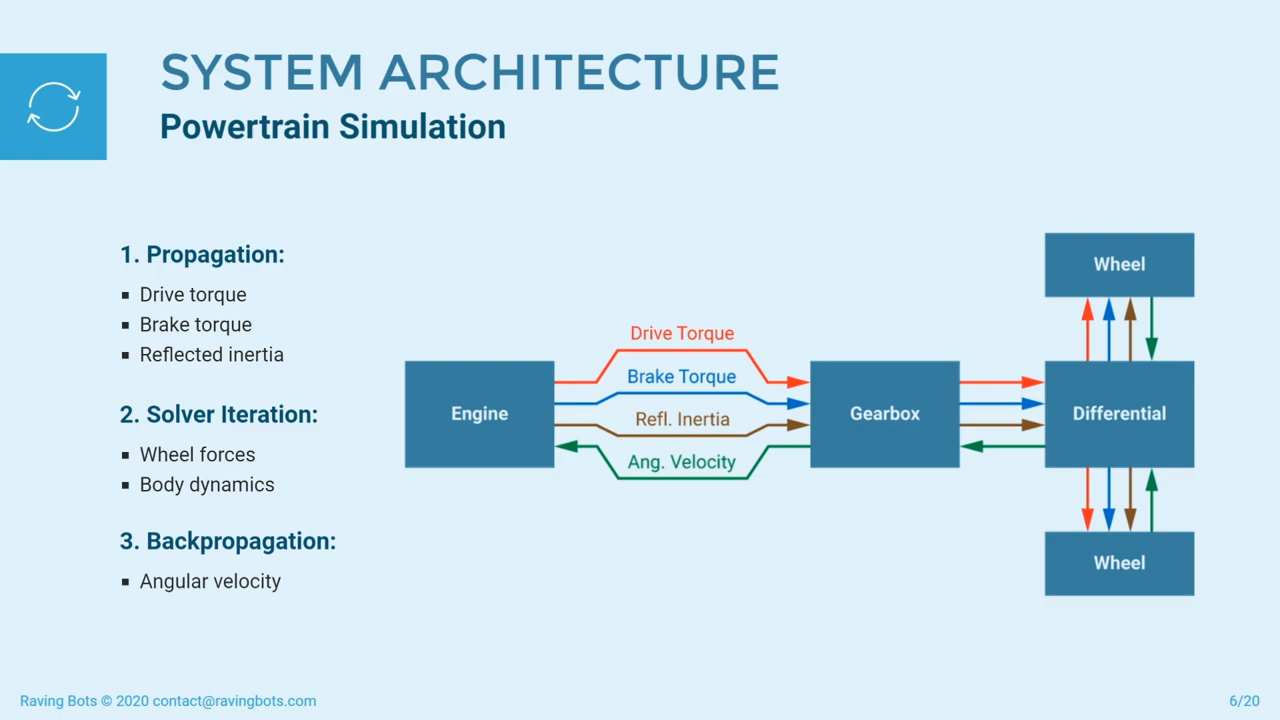 SYSTEM ARCHITECTURE
Powertrain Simulation
1. Propagation:
▪ Drive torque
▪ Brake torque
▪ Reflected inertia
2. Solver Iteration:
▪ Wheel forces
▪ Body dynamics
3. Backpropagation:
▪ Angular velocity
Engine
Drive Torque
Brake Torque
Refl. Inertia
Ang. Velocity
Gearbox
Wheel
Differential
Wheel
Raving Bots © 2020 contact@ravingbots.com
6/20